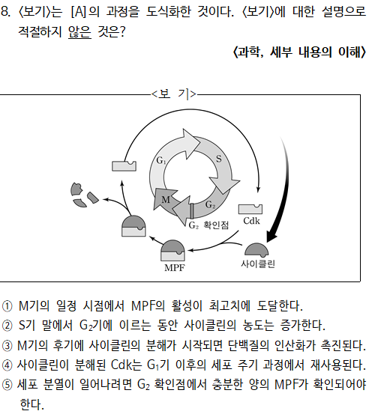 8. <보기>는 [A]의 과정을 도식화한 것이다. <보기>에 대한 설명으로
적절하지 않은 것은?
<과학, 세부 내용의 이해>
<보 기>
G₁
S
M
G₂
G₂ 확인점
Cdk
MPF
사이클린
① M기의 일정 시점에서 MPF의 활성이 최고치에 도달한다.
② S기 말에서 G₂기에 이르는 동안 사이클린의 농도는 증가한다.
③ M기의 후기에 사이클린의 분해가 시작되면 단백질의 인산화가 촉진된다.
④ 사이클린이 분해된 Cdk는 G₁기 이후의 세포 주기 과정에서 재사용된다.
⑤ 세포 분열이 일어나려면 G₂ 확인점에서 충분한 양의 MPF가 확인되어야
한다.